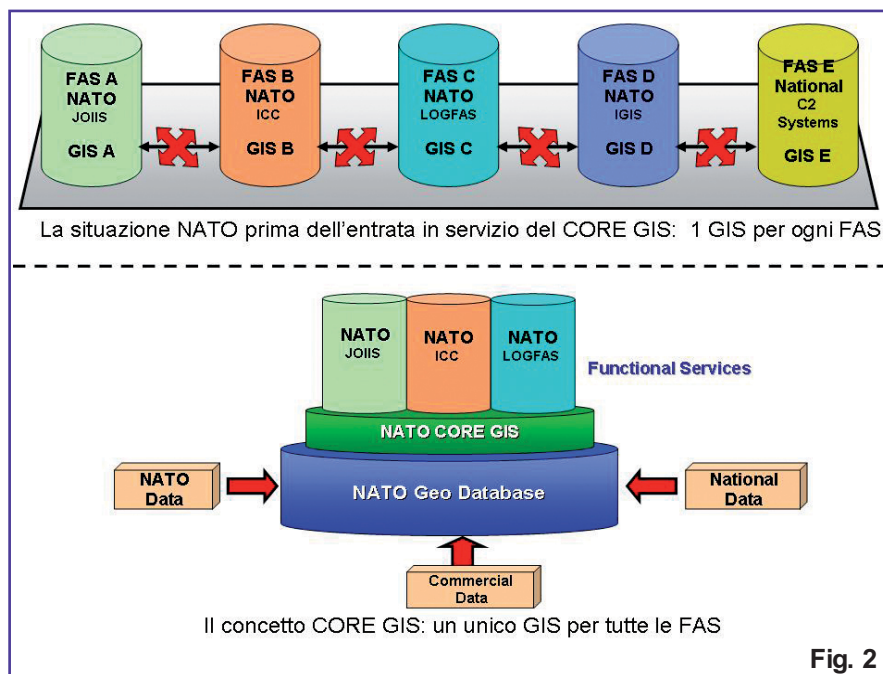 FAS A
NATO
JOIIS
GIS A
FAS B
NATO
ICC
GIS B
FAS C
NATO
LOGFAS
GIS C
FAS D
NATO
IGIS
GIS D
FAS E
National
C2
Systems
GIS E
La situazione NATO prima dell'entrata in servizio del CORE GIS: 1 GIS per ogni FAS
NATO
JOIIS
NATO
ICC
NATO
LOGFAS
Functional Services
NATO CORE GIS
NATO Geo Database
NATO
Data
National
Data
Commercial
Data
Il concetto CORE GIS: un unico GIS per tutte le FAS
Fig. 2